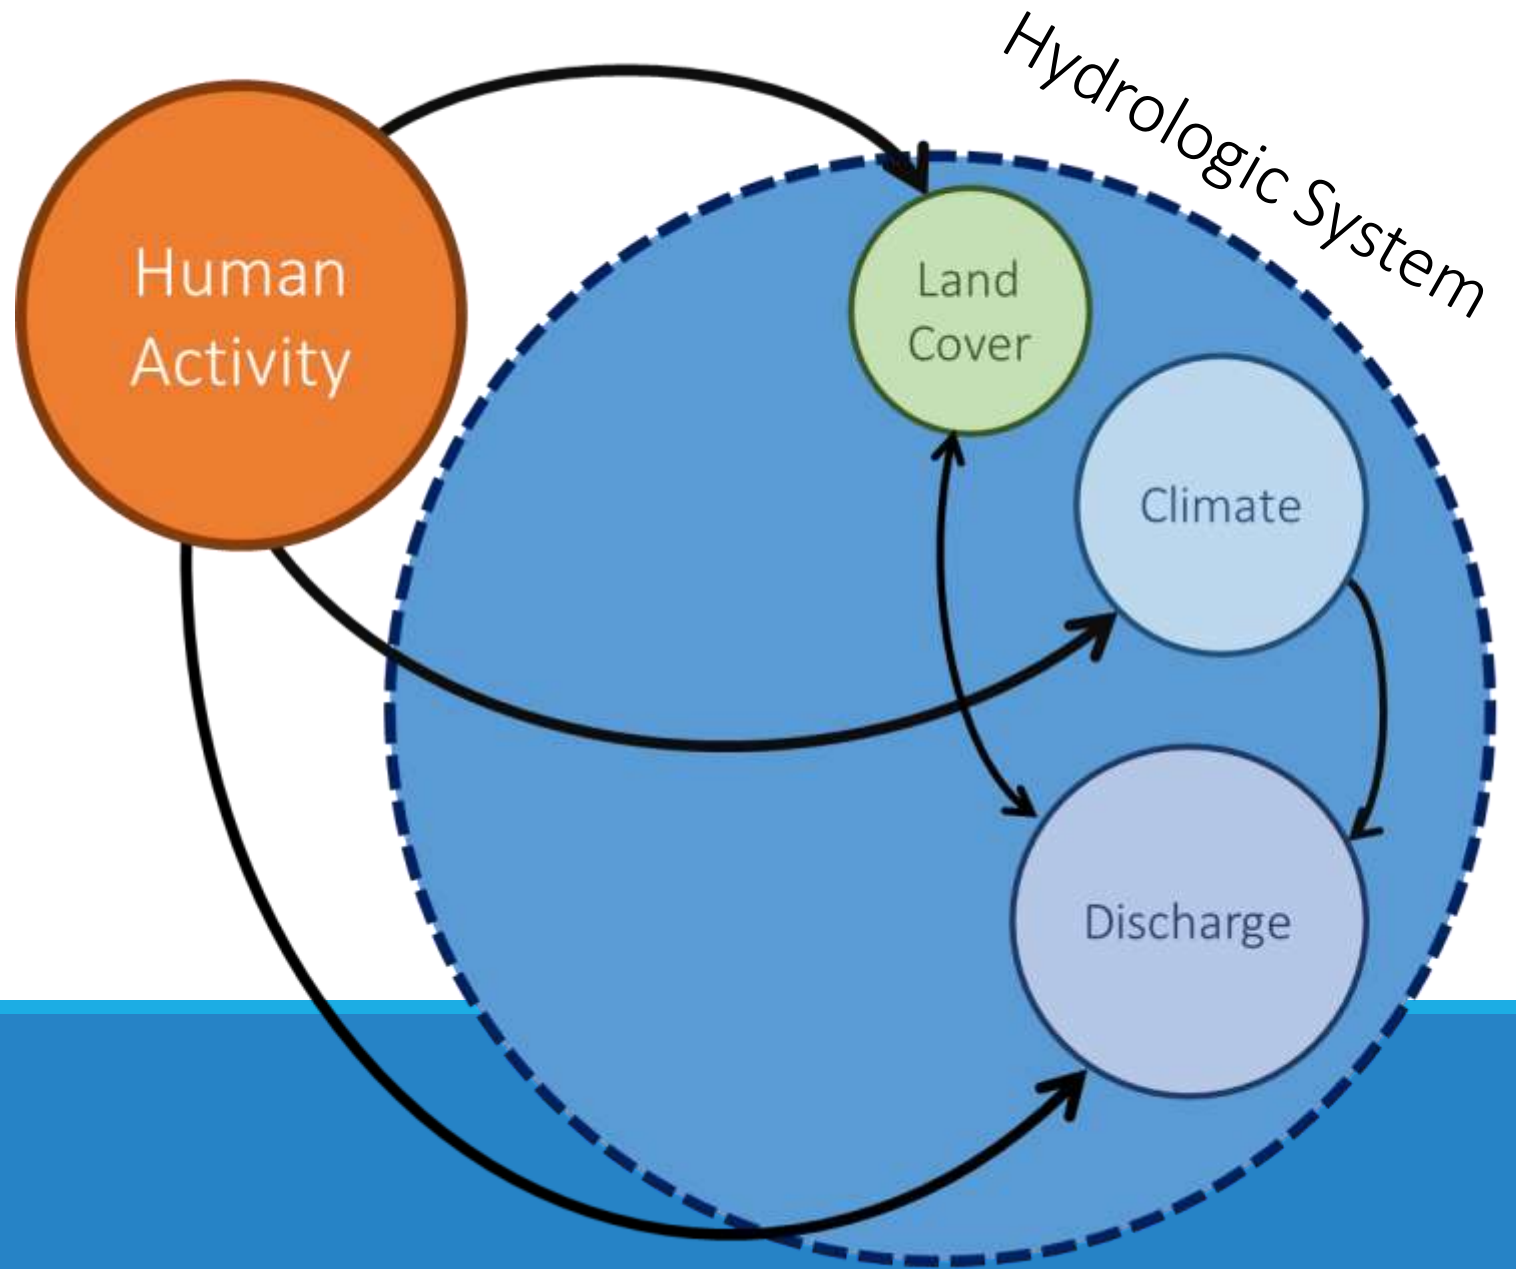 Hydrologic System
Human
Activity
Land
Cover
Climate
Discharge